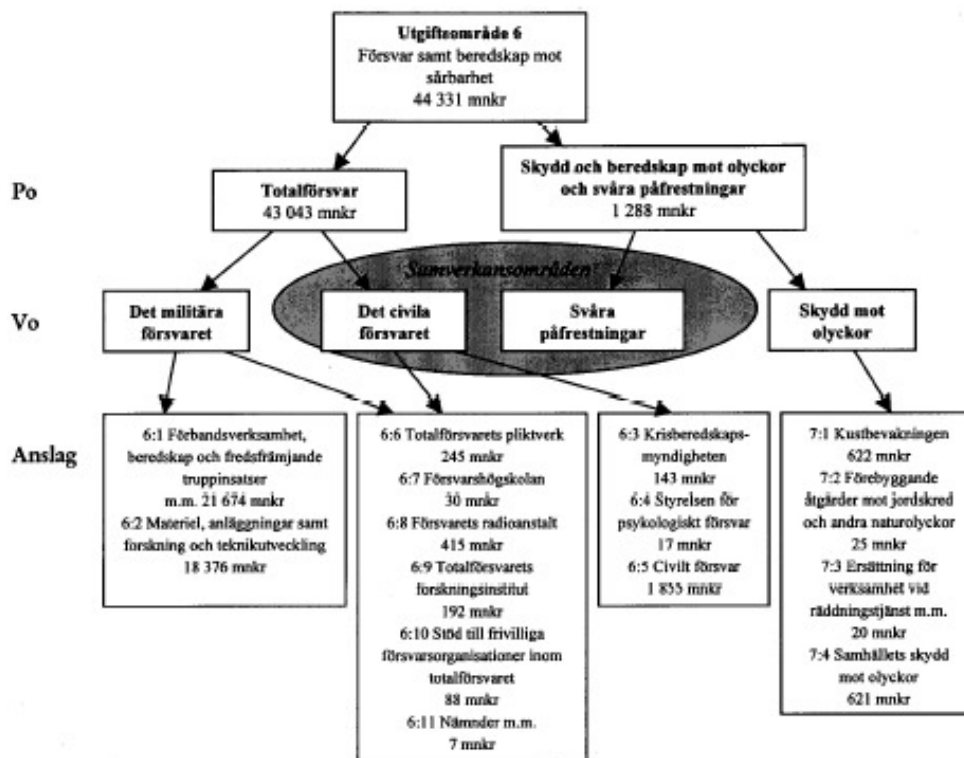 Utgiftsområde 6
Försvar samt beredskap mot
sårbarhet
44 331 mnkr
Po
Totalförsvar
43 043 mnkr
Skydd och beredskap mot olyckor
och svåra påfrestningar
1 288 mnkr
Samverkansområden
Vo
Det militära
försvaret
Det civila
försvaret
Svåra
påfrestningar
Skydd mot
olyckor
Anslag
6:1 Förbandsverksamhet,
beredskap och fredsfrämjande
truppinsatser
m.m. 21 674 mnkr
6:2 Materiel, anläggningar samt
forskning och teknikutveckling
18 376 mnkr
6:6 Totalförsvarets pliktverk
245 mnkr
6:7 Försvarshögskolan
30 mnkr
6:8 Försvarets radioanstalt
415 mnkr
6:9 Totalförsvarets
forskningsinstitut
192 mnkr
6:10 Stöd till frivilliga
försvarsorganisationer inom
totalförsvaret
88 mnkr
6:11 Nämnder m.m.
7 mnkr
6:3 Krisberedskaps-
myndigheten
143 mnkr
6:4 Styrelsen för
psykologiskt försvar
17 mnkr
6:5 Civilt försvar
1 855 mnkr
7:1 Kustbevakningen
622 mnkr
7:2 Förebyggande
åtgärder mot jordskred
och andra naturolyckor
25 mnkr
7:3 Ersättning för
verksamhet vid
räddningstjänst m.m.
20 mnkr
7:4 Samhällets skydd
mot olyckor
621 mnkr